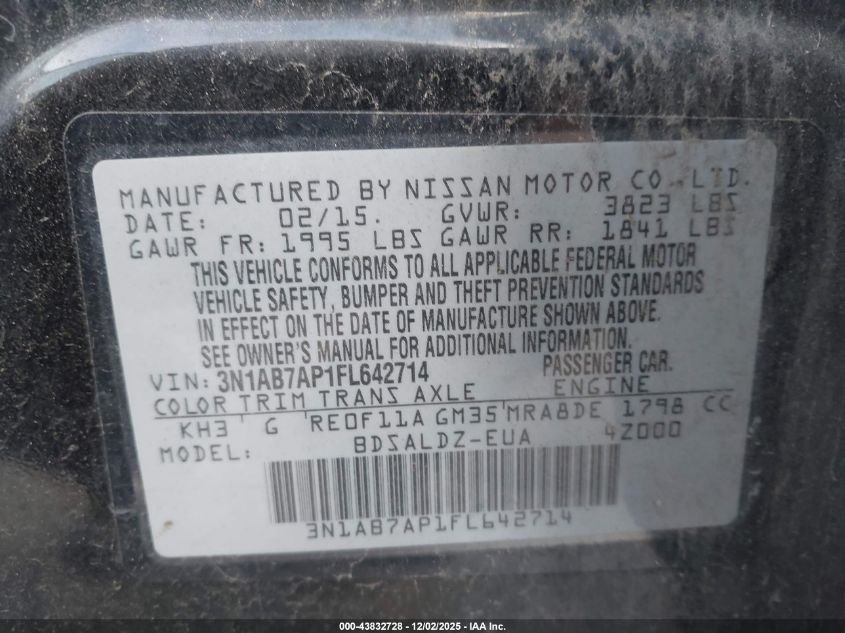 MANUFACTURED BY NISSAN MOTOR CO., LTD.
DATE: 02/15. GVWR: 3823 LBS
GAWR FR: 1995 LBS GAWR RR: 1841 LBS
THIS VEHICLE CONFORMS TO ALL APPLICABLE FEDERAL MOTOR
VEHICLE SAFETY, BUMPER AND THEFT PREVENTION STANDARDS
IN EFFECT ON THE DATE OF MANUFACTURE SHOWN ABOVE.
SEE OWNER'S MANUAL FOR ADDITIONAL INFORMATION.
VIN: 3N1AB7AP1FL642714 PASSENGER CAR.
COLOR TRIM TRANS AXLE ENGINE
KH3 G RE0F11A GM35 MRA8DE 1798 CC
MODEL: BDSALDZ-EUA 4Z000
3N1AB7AP1FL642714
000-43832728 - 12/02/2025 - IAA Inc.